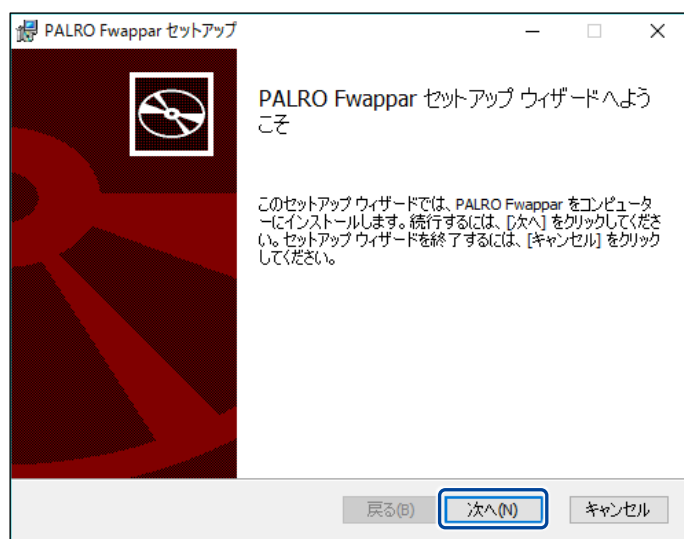 PALRO Fwappar セットアップ
PALRO Fwappar セットアップ ウィザードへよう
こそ
このセットアップ ウィザードでは、PALRO Fwappar をコンピュータ
ーにインストールします。続行するには、[次へ] をクリックしてくださ
い。セットアップ ウィザードを終了するには、[キャンセル] をクリック
してください。
戻る(B) 次へ(N) キャンセル